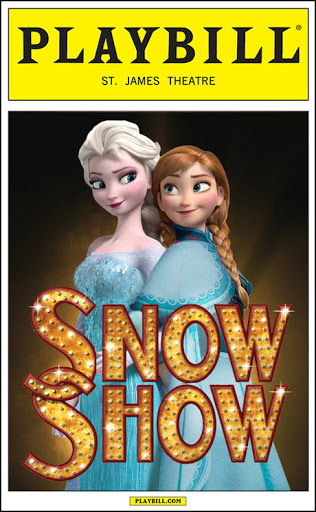 PLAYBILL®
ST. JAMES THEATRE
SNOW
SHOW
PLAYBILL.COM